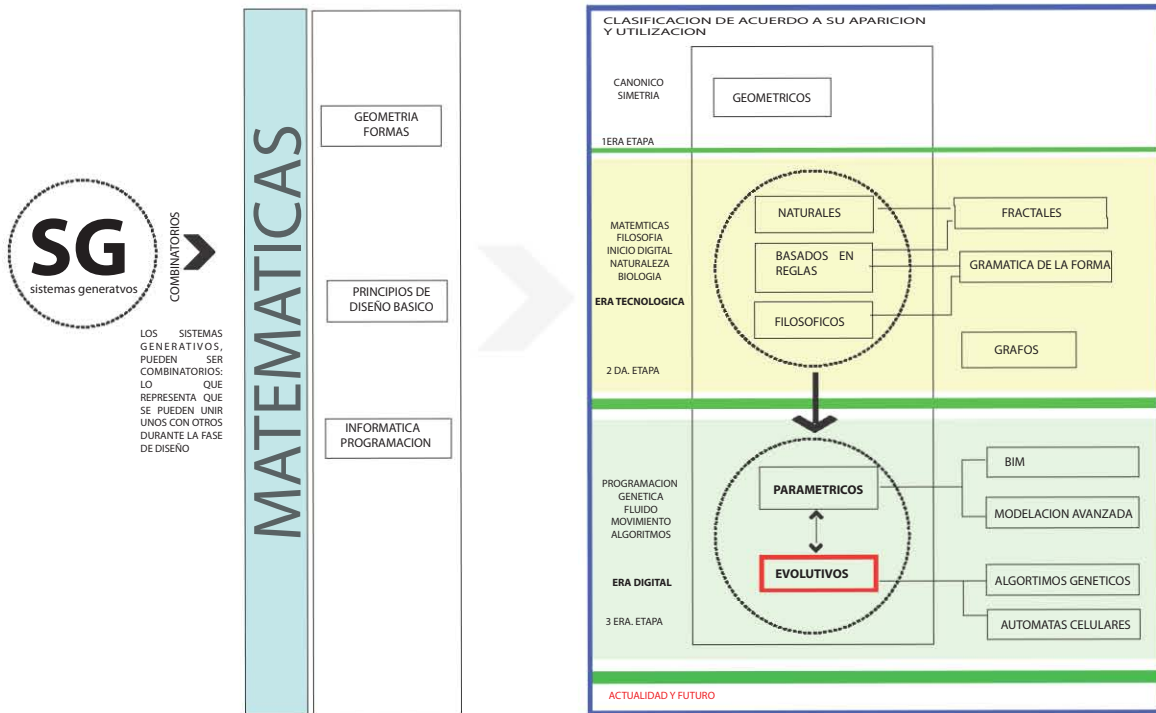 SG
sistemas generatvos
COMBINATORIOS
LOS SISTEMAS
GENERATIVOS,
PUEDEN SER
COMBINATORIOS:
LO QUE
REPRESENTA QUE
SE PUEDEN UNIR
UNOS CON OTROS
DURANTE LA FASE
DE DISEÑO
MATEMATICAS
GEOMETRIA
FORMAS
PRINCIPIOS DE
DISEÑO BASICO
INFORMATICA
PROGRAMACION
CLASIFICACION DE ACUERDO A SU APARICION
Y UTILIZACION
CANONICO
SIMETRIA
1ERA ETAPA
GEOMETRICOS
MATEMTICAS
FILOSOFIA
INICIO DIGITAL
NATURALEZA
BIOLOGIA
ERA TECNOLOGICA
2 DA. ETAPA
NATURALES
BASADOS EN
REGLAS
FILOSOFICOS
FRACTALES
GRAMATICA DE LA FORMA
GRAFOS
PROGRAMACION
GENETICA
FLUIDO
MOVIMIENTO
ALGORITMOS
ERA DIGITAL
3 ERA. ETAPA
PARAMETRICOS
EVOLUTIVOS
BIM
MODELACION AVANZADA
ALGORTIMOS GENETICOS
AUTOMATAS CELULARES
ACTUALIDAD Y FUTURO